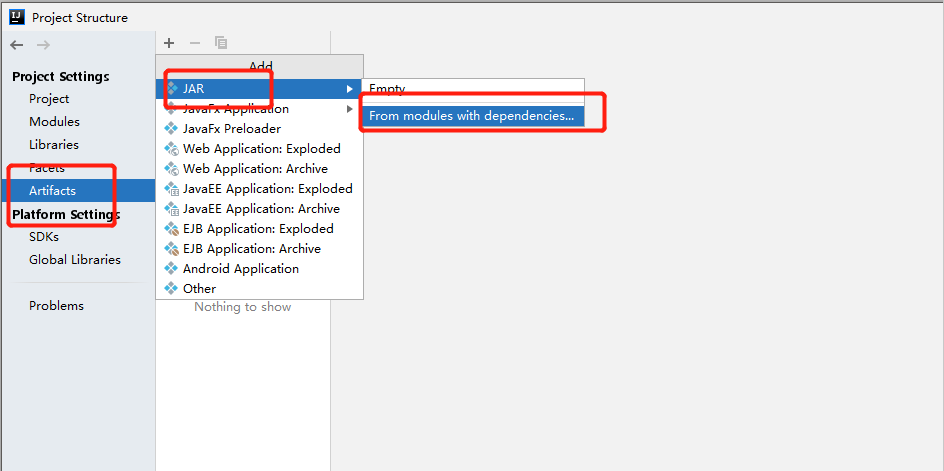 IJ
Project Structure
Project Settings
Project
Modules
Libraries
Facets
Artifacts
Platform Settings
SDKs
Global Libraries
Problems
Add
JAR
JavaFx Application
JavaFx Preloader
Web Application: Exploded
Web Application: Archive
JavaEE Application: Exploded
JavaEE Application: Archive
EJB Application: Exploded
EJB Application: Archive
Android Application
Other
Nothing to show
Empty
From modules with dependencies...